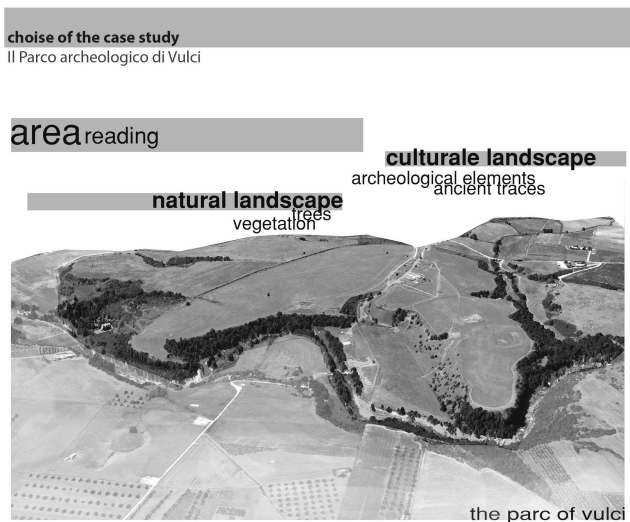 choise of the case study
Il Parco archeologico di Vulci
area reading
culturale landscape
archeological elements
ancient traces
natural landscape
trees
vegetation
the parc of vulci